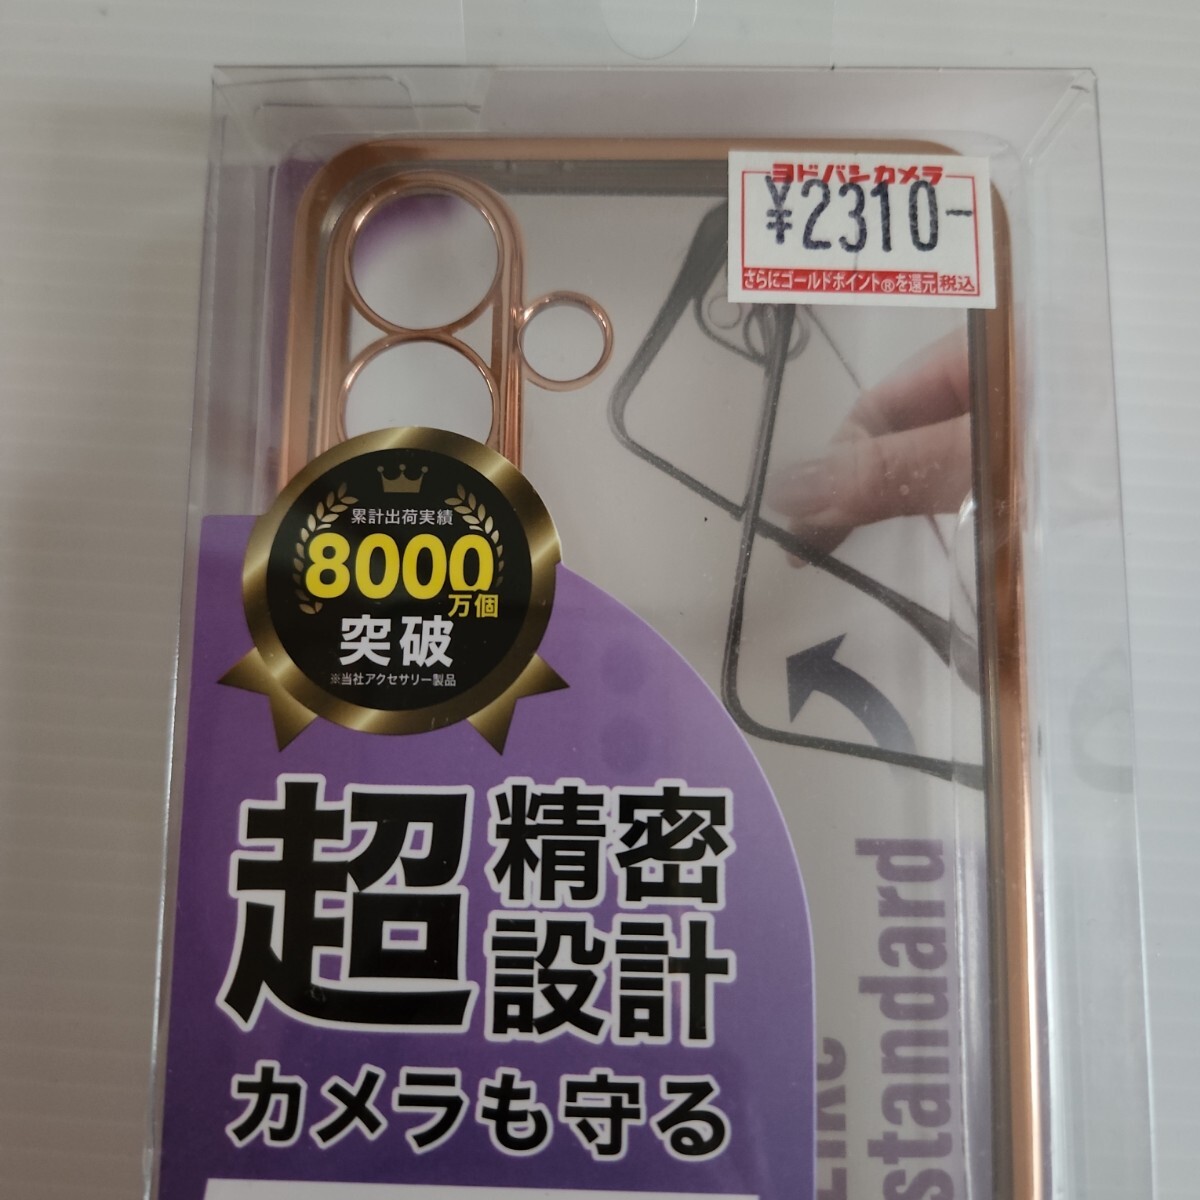 ヨドバシカメラ
¥2310-
さらにゴールドポイント®を還元 税込
累計出荷実績
8000
万個
突破
※当社アクセサリー製品
超精密設計
カメラも守る
standard